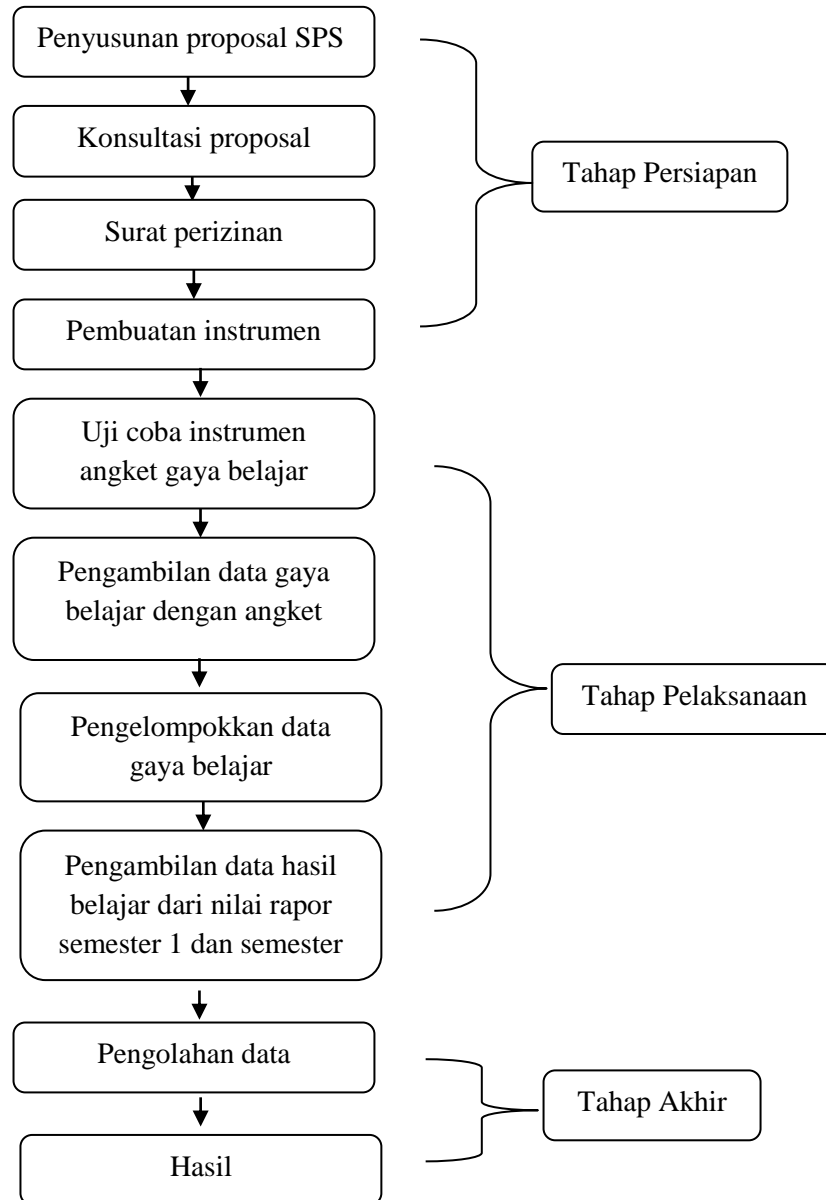 Penyusunan proposal SPS
Konsultasi proposal
Tahap Persiapan
Surat perizinan
Pembuatan instrumen
Uji coba instrumen
angket gaya belajar
Pengambilan data gaya
belajar dengan angket
Pengelompokkan data
gaya belajar
Tahap Pelaksanaan
Pengambilan data hasil
belajar dari nilai rapor
semester 1 dan semester
Pengolahan data
Tahap Akhir
Hasil